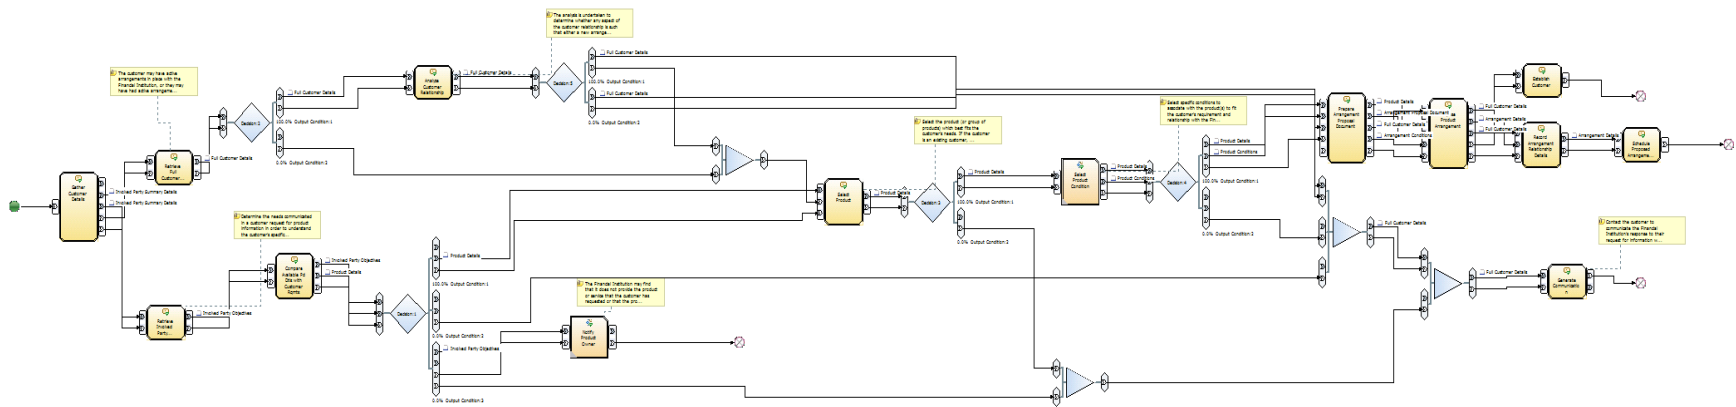 The analysis is undertaken to
determine whether any aspect of
the customer relationship is such
that either a new arrange...
The customer may have active
arrangements in place with the
Financial Institution, or they may
have had active arrangeme...
Full Customer Details
Analyze
Customer
Relationship
Full Customer Details
Full Customer Details
100.0% Output Condition:1
Full Customer Details
0.0% Output Condition:2
100.0% Output Condition:1
0.0% Output Condition:2
Retrieve
Full
Customer...
Full Customer Details
Gather
Customer
Details
Involved Party Summary Details
Involved Party Summary Details
Determine the needs communicated
in a customer request for product
information in order to understand
the customer's specific...
Compare
Available Pd
Customer
Involved Party Objectives
Product Details
Retrieve
Involved
Party...
Involved Party Objectives
Decision:1
Product Details
100.0% Output Condition:1
0.0% Output Condition:2
Involved Party Objectives
0.0% Output Condition:3
The Financial Institution may find
that it does not provide the product
or service that the customer has
requested or that the pro...
Notify
Product
Owner
Select
Product
Product Details
Select the product (or group of
products) which best fits the
customer's needs. If the customer
is an existing customer, ...
Product Details
100.0% Output Condition:1
0.0% Output Condition:2
Select
Product
Condition
Product Details
Product Conditions
Select specific conditions to
associate with the product(s) to fit
the customer's requirement and
relationship with the Fin...
Decision:4
Product Details
Product Conditions
100.0% Output Condition:1
0.0% Output Condition:2
Prepare
Arrangement
Proposal
Document
Product Details
Full Customer Details
Arrangement Conditions
Product
Arrangement
Full Customer Details
Arrangement Details
Full Customer Details
Establish
Customer
Record
Arrangement
Relationship
Details
Arrangement Details
Schedule
Proposed
Arrangeme...
Full Customer Details
Full Customer Details
Contact the customer to
communicate the Financial
Institution's response to their
request for information w...
Generate
Communicatio
n